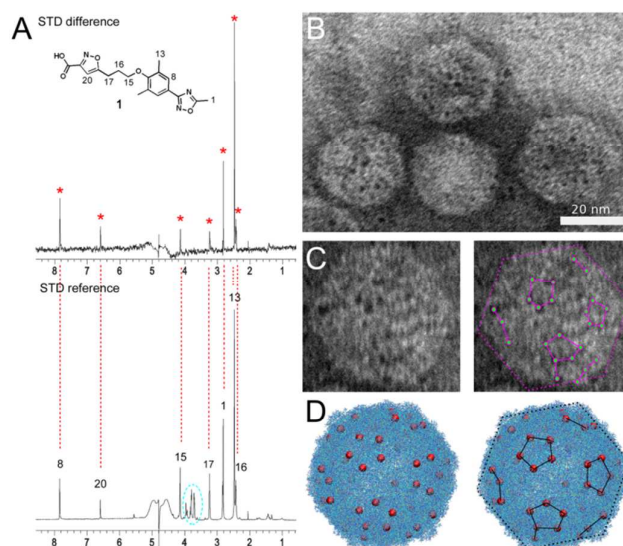 A
STD difference
13
HO
O
N
O
16
8
O
20
17
15
1
N
N
O
1
* * * * * * *
8 7 6 5 4 3 2 1
STD reference
13
1
8
20
15
17
16
8 7 6 5 4 3 2 1
B
20 nm
C
D